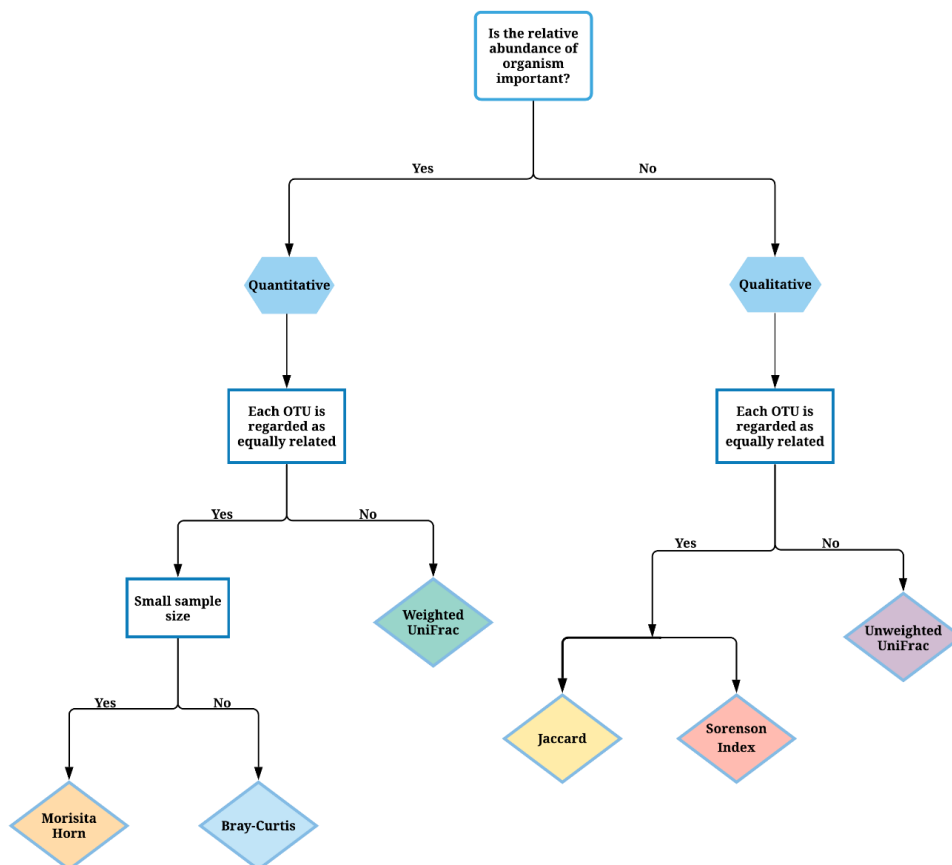 Is the relative
abundance of
organism
important?
Yes
No
Quantitative
Qualitative
Each OTU is
regarded as
equally related
Each OTU is
regarded as
equally related
Yes
No
Yes
No
Small sample
size
Weighted
UniFrac
Unweighted
UniFrac
Yes
No
Jaccard
Sorenson
Index
Morisita
Horn
Bray-Curtis